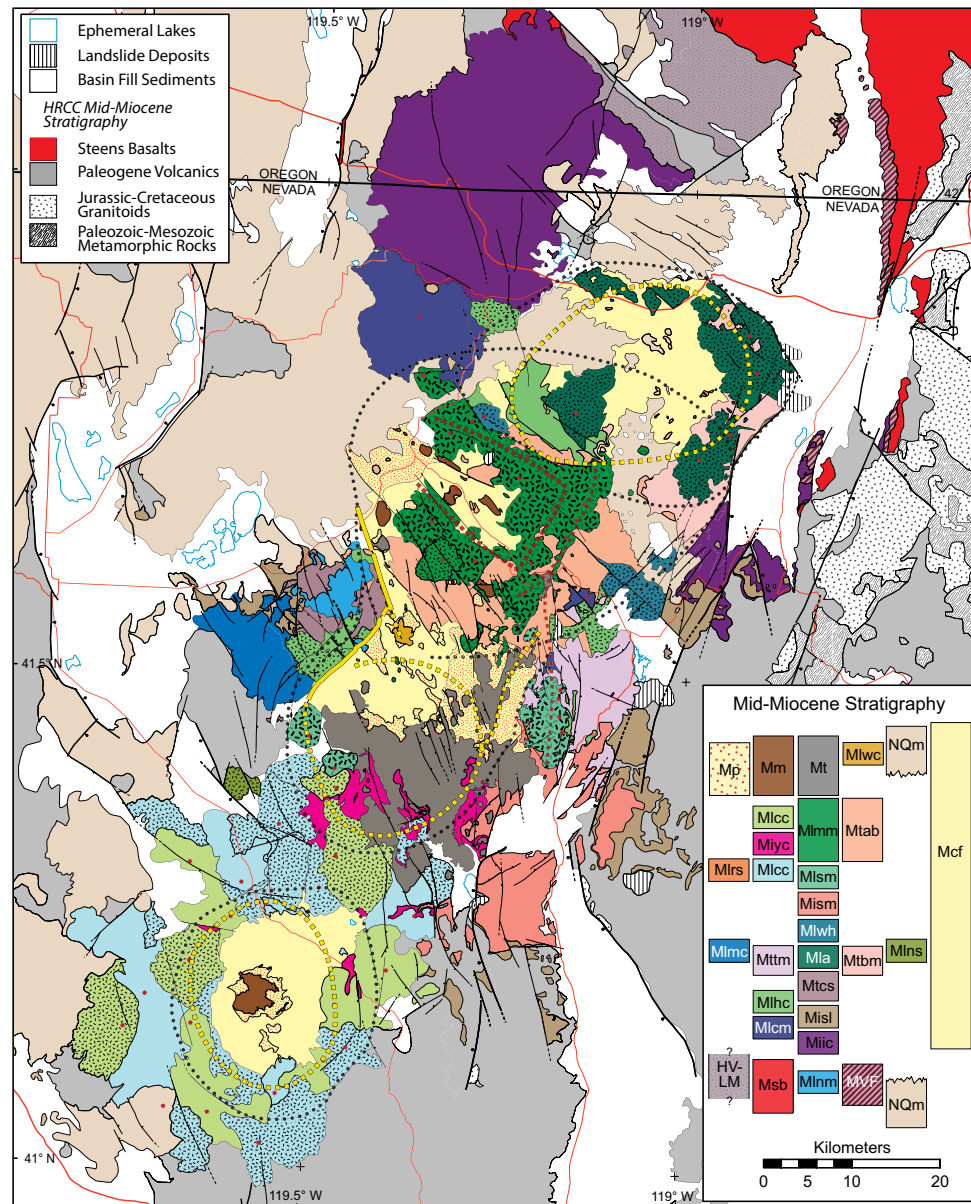 119.5° W
119° W
Ephemeral Lakes
Landslide Deposits
Basin Fill Sediments
HRCC Mid-Miocene
Stratigraphy
Steens Basalts
Paleogene Volcanics
Jurassic-Cretaceous
Granitoids
Paleozoic-Mesozoic
Metamorphic Rocks
OREGON
NEVADA
OREGON
NEVADA
42°
41.5° N
41° N
119.5° W
119° W
Mid-Miocene Stratigraphy
Mp
Mm
Mt
Mlwc
NQm
Mcf
Mlcc
Mlmm
Mtab
Miyc
Mlrs
Mlcc
Mlsm
Mism
Mlwh
Mlmc
Mttm
Mla
Mtbm
Mlns
Mtcs
Mlhc
Misl
Mlcm
Miic
?
HV-
LM
?
Msb
Mlnm
MVF
NQm
Kilometers
0 5 10 20